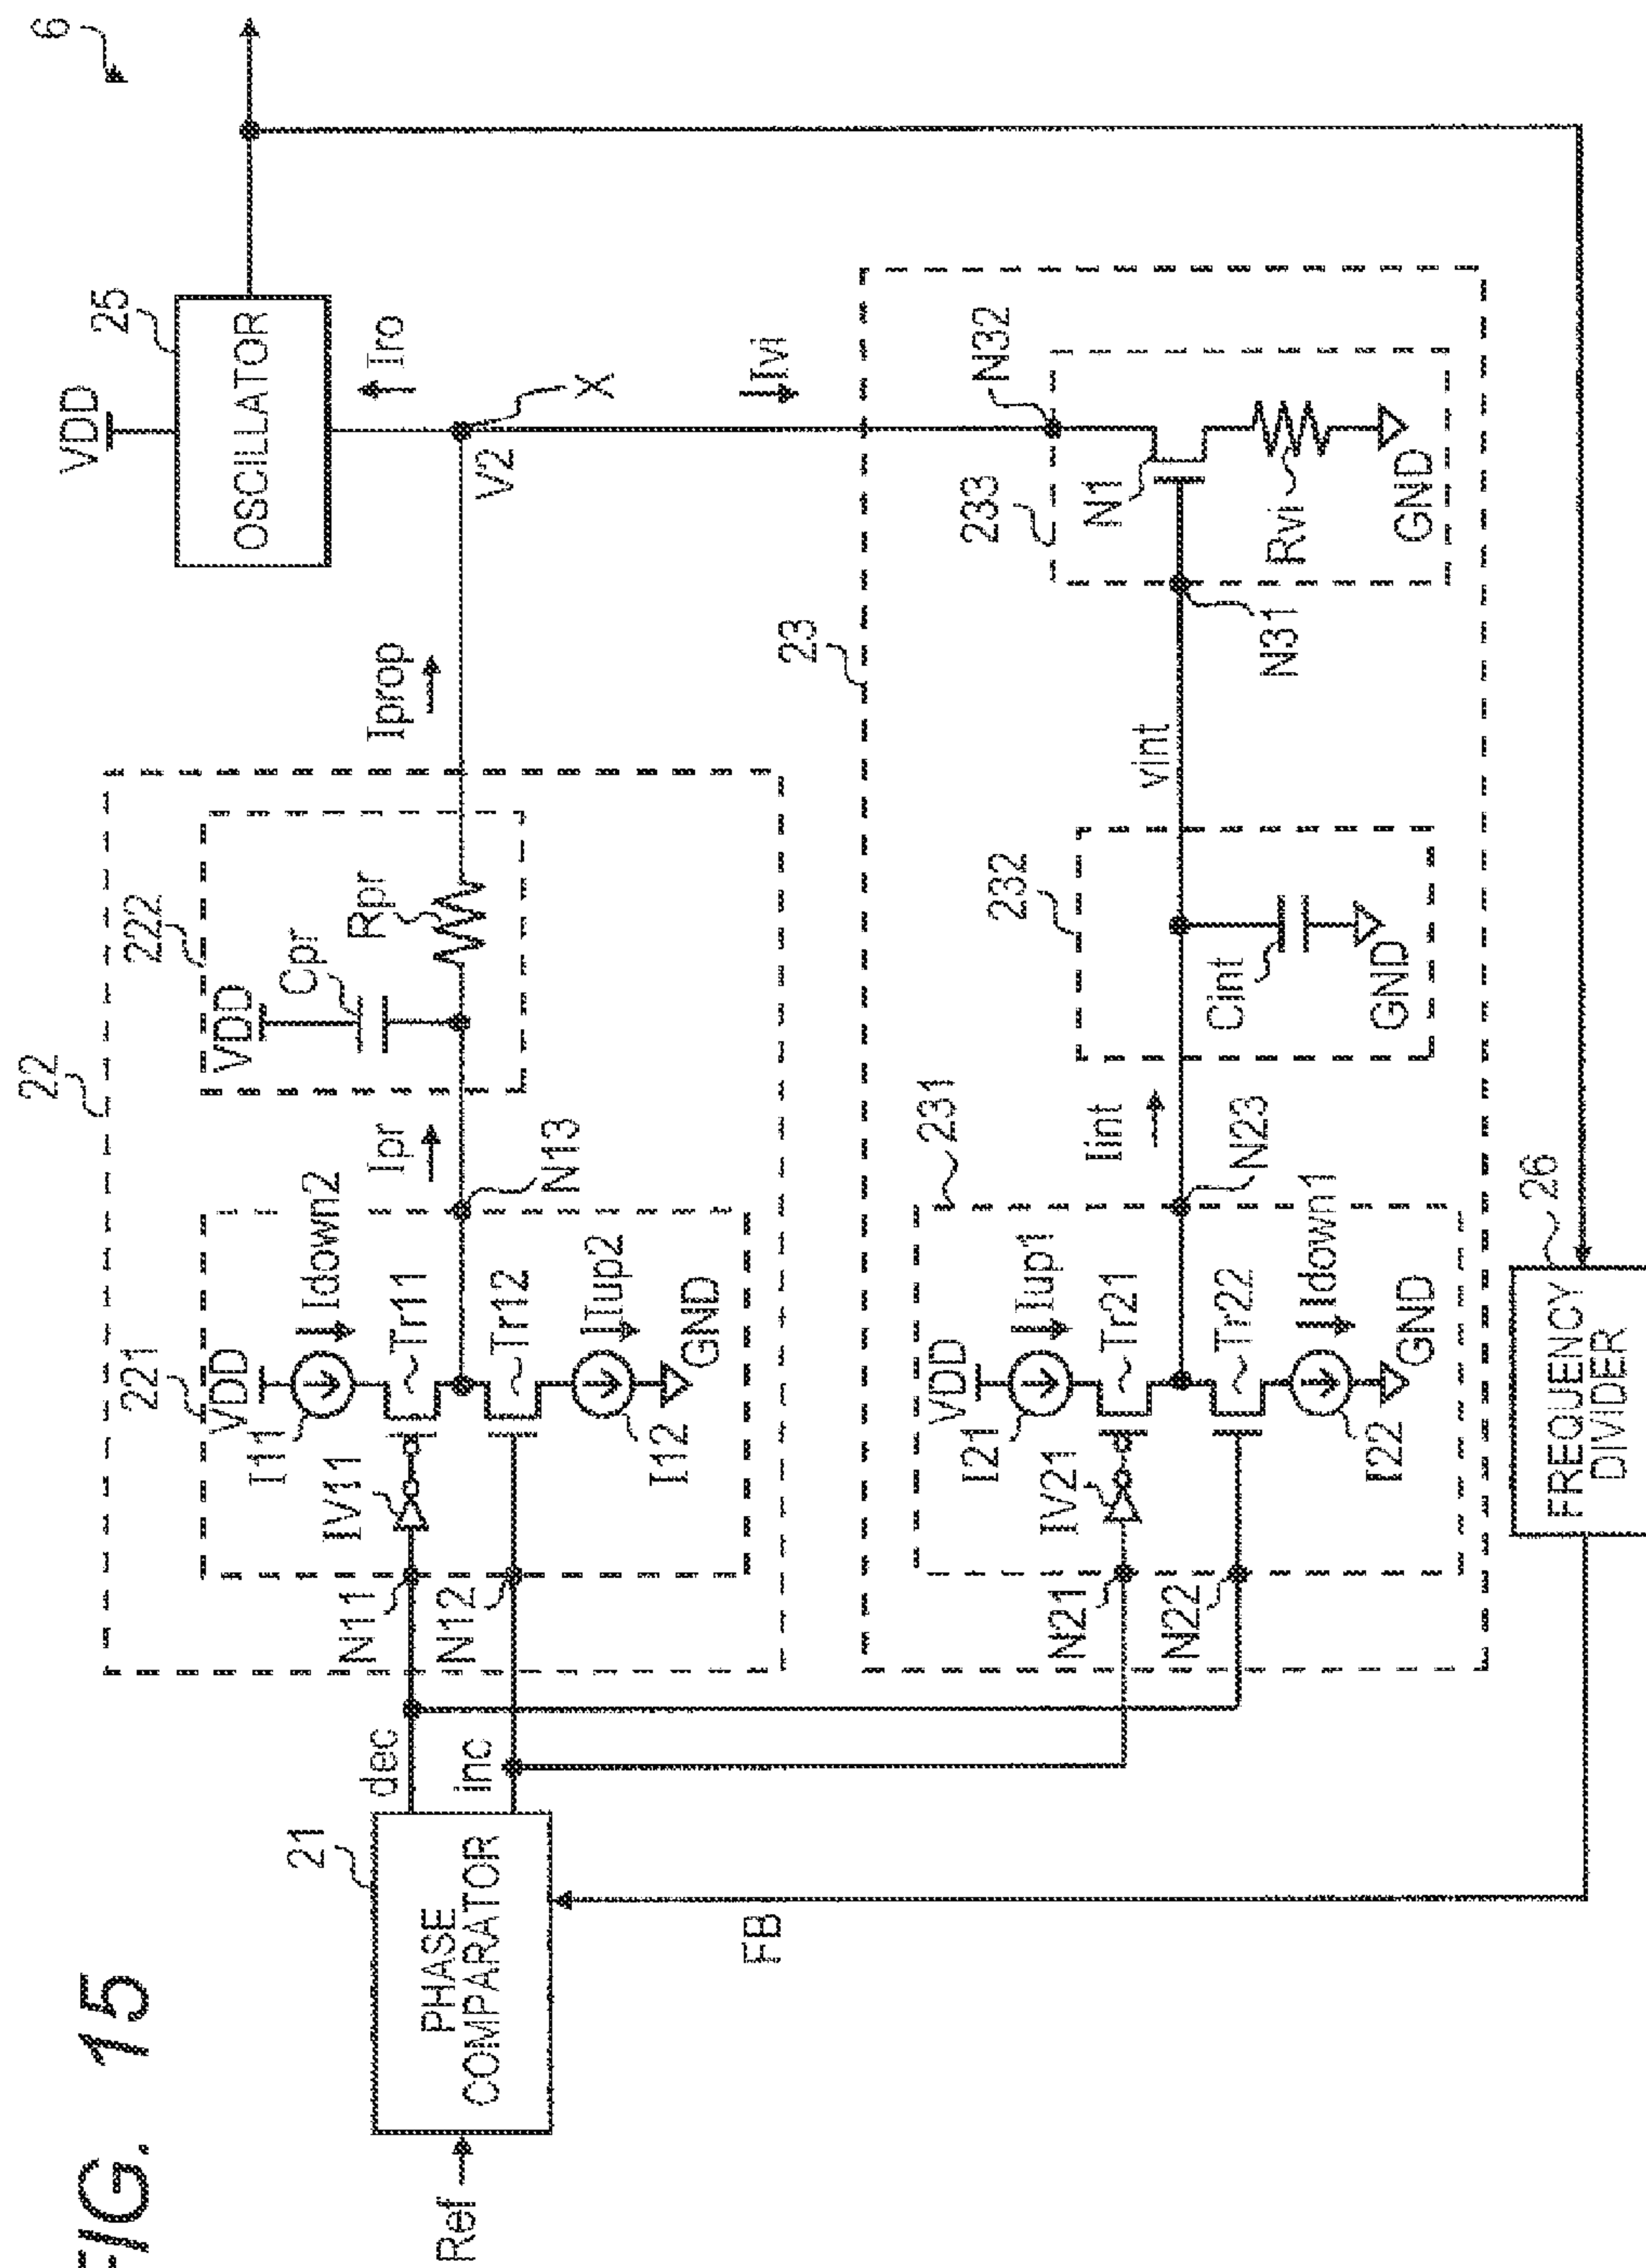 FIG. 15
6
VDD
25
OSCILLATOR
Iro
X
V2
Ivi
22
221
VDD
I11
Idown2
IV11
Tr11
Tr12
Iup2
I12
GND
N11
N12
N13
Ipr
222
VDD
Cpr
Rpr
Iprop
21
PHASE
COMPARATOR
Ref
dec
inc
FB
23
231
VDD
I21
Iup1
IV21
Tr21
Tr22
Idown1
I22
GND
N21
N22
N23
Iint
232
Cint
GND
vint
233
N31
N32
N1
Rvi
GND
26
FREQUENCY
DIVIDER